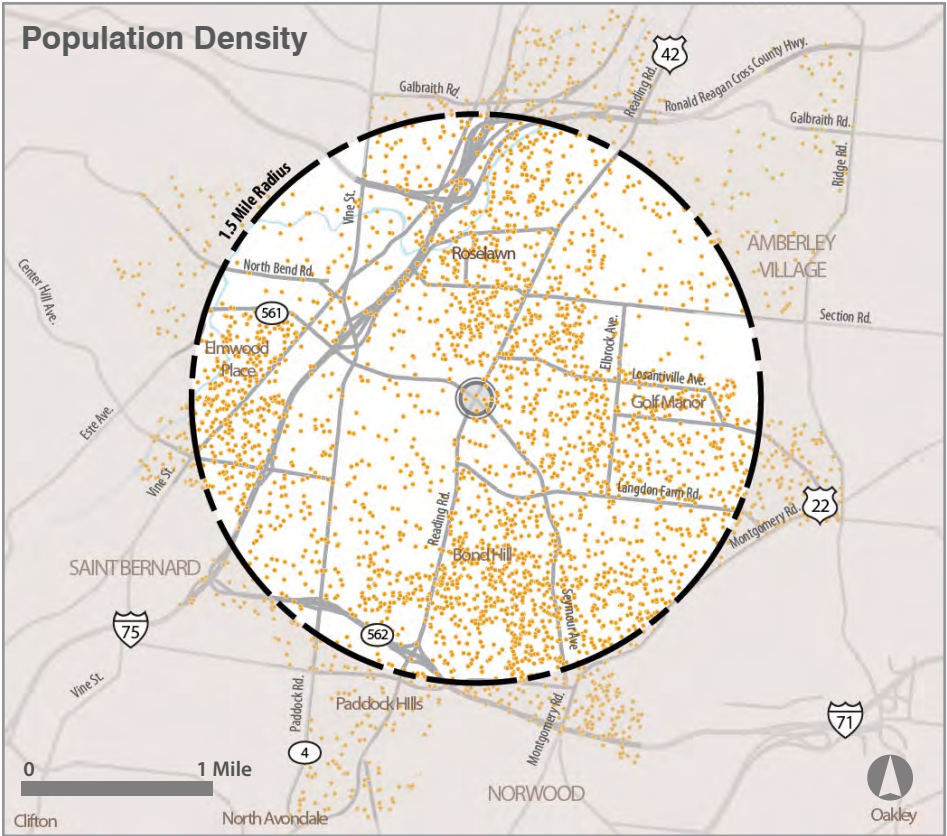 Population Density
42
Galbraith Rd.
Reading Rd.
Ronald Reagan Cross County Hwy.
Galbraith Rd.
Ridge Rd.
1.5 Mile Radius
Vine St.
AMBERLEY
VILLAGE
Roselawn
North Bend Rd.
Center Hill Ave.
561
Section Rd.
Elmwood
Place
Elbrock Ave.
Losantiville Ave.
Golf Manor
Este Ave.
Vine St.
Langdon Farm Rd.
22
Montgomery Rd.
Reading Rd.
Bond Hill
SAINT BERNARD
Seymour Ave
75
562
Vine St.
Paddock Rd.
Paddock Hills
Montgomery Rd.
71
4
0 1 Mile
NORWOOD
Clifton
North Avondale
Oakley